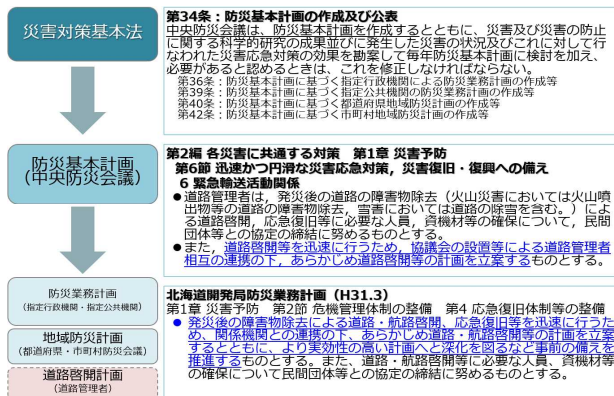 災害対策基本法
第34条：防災基本計画の作成及び公表
中央防災会議は、防災基本計画を作成するとともに、災害及び災害の防止
に関する科学的研究の成果並びに発生した災害の状況及びこれに対して行
なわれた災害応急対策の効果を勘案して毎年防災基本計画に検討を加え、
必要があると認めるときは、これを修正しなければならない。
第36条：防災基本計画に基づく指定行政機関による防災業務計画の作成等
第39条：防災基本計画に基づく指定公共機関の防災業務計画の作成等
第40条：防災基本計画に基づく都道府県地域防災計画の作成等
第42条：防災基本計画に基づく市町村地域防災計画の作成等
防災基本計画
(中央防災会議)
第2編 各災害に共通する対策　第1章 災害予防
第6節 迅速かつ円滑な災害応急対策，災害復旧・復興への備え
6 緊急輸送活動関係
●道路管理者は，発災後の道路の障害物除去（火山災害においては火山噴
出物等の道路の障害物除去，雪害においては道路の除雪を含む。）によ
る道路啓開，応急復旧等に必要な人員，資機材等の確保について，民間
団体等との協定の締結に努めるものとする。
●また，道路啓開等を迅速に行うため，協議会の設置等による道路管理者
相互の連携の下，あらかじめ道路啓開等の計画を立案するものとする。
防災業務計画
(指定行政機関・指定公共機関)
地域防災計画
(都道府県・市町村防災会議)
道路啓開計画
(道路管理者)
北海道開発局防災業務計画（H31.3）
第1章 災害予防　第2節 危機管理体制の整備　第4 応急復旧体制等の整備
●発災後の障害物除去による道路・航路啓開、応急復旧等を迅速に行うた
め、関係機関との連携の下、あらかじめ道路・航路啓開等の計画を立案
するとともに、より実効性の高い計画へと深化を図るなど事前の備えを
推進するものとする。また、道路・航路啓開等に必要な人員、資機材等
の確保について民間団体等との協定の締結に努めるものとする。